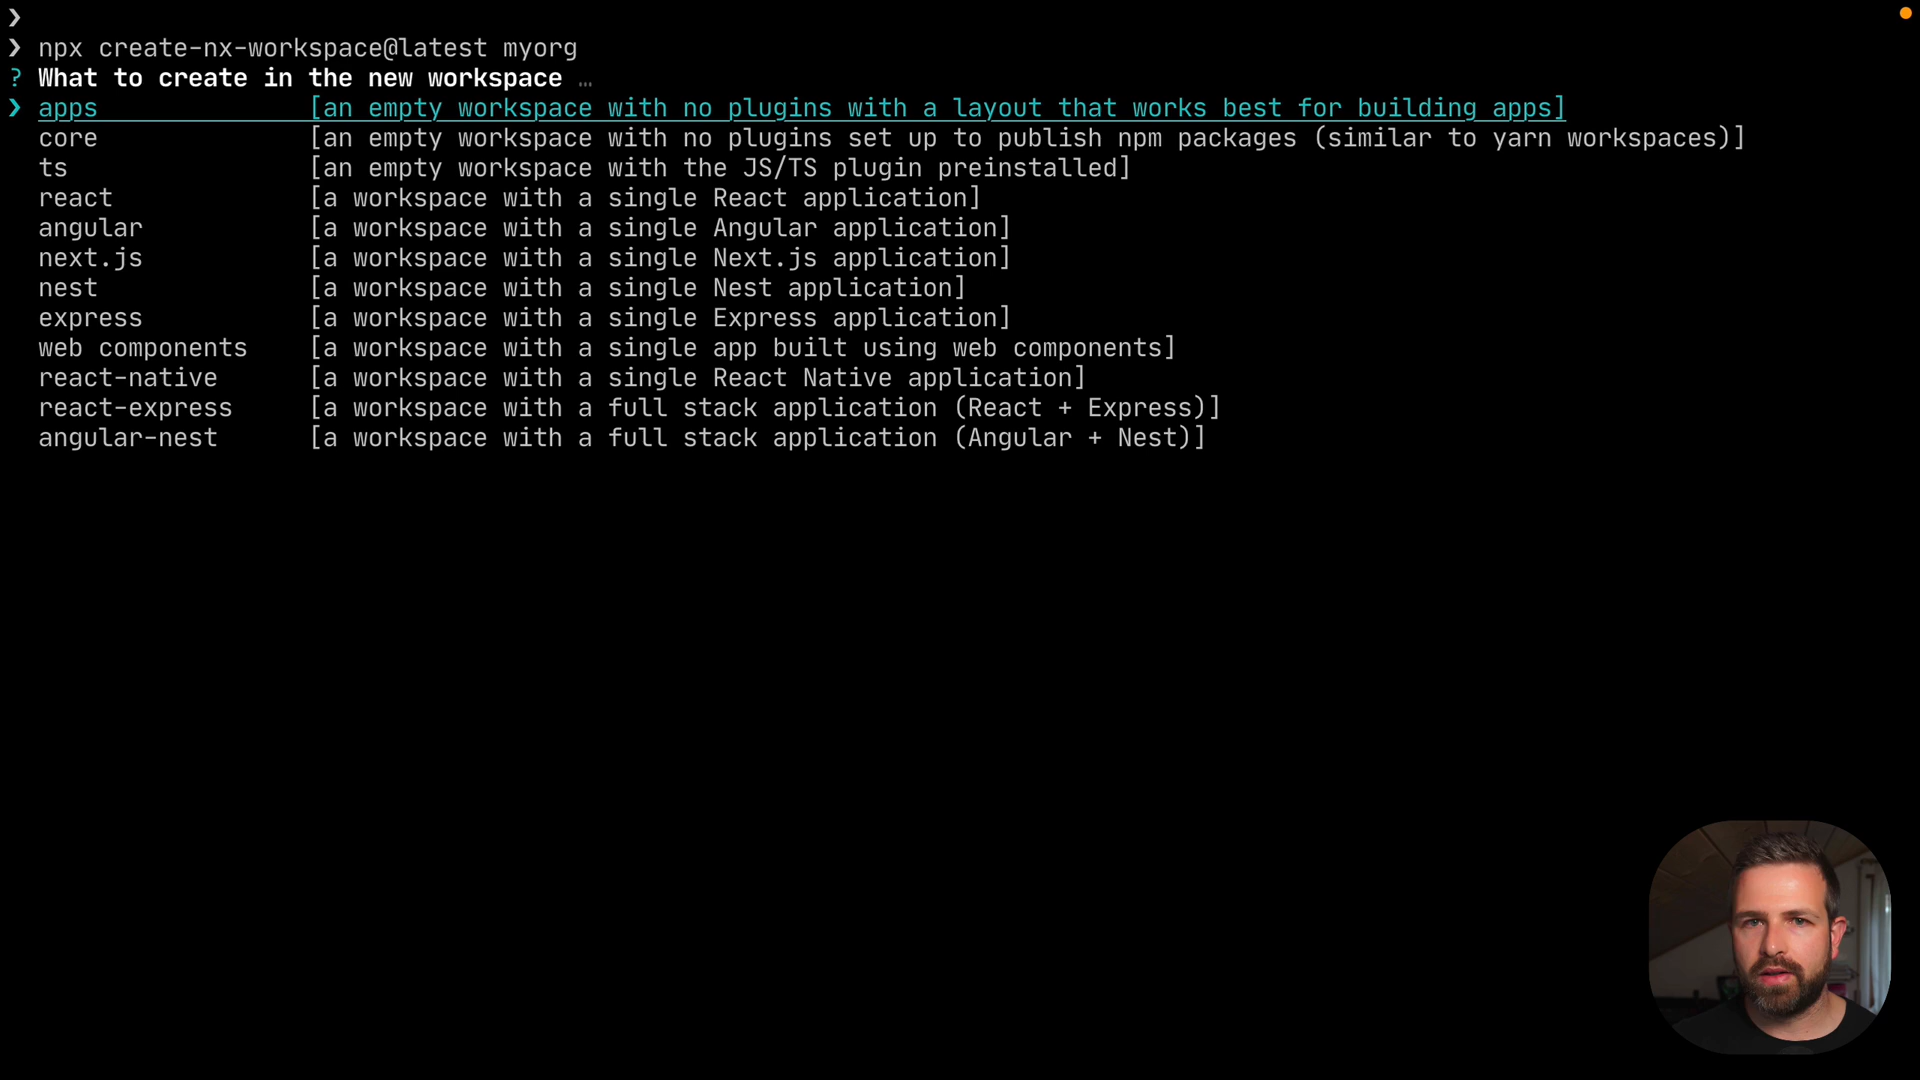 ❯
❯ npx create-nx-workspace@latest myorg
? What to create in the new workspace …
❯ apps [an empty workspace with no plugins with a layout that works best for building apps]
core [an empty workspace with no plugins set up to publish npm packages (similar to yarn workspaces)]
ts [an empty workspace with the JS/TS plugin preinstalled]
react [a workspace with a single React application]
angular [a workspace with a single Angular application]
next.js [a workspace with a single Next.js application]
nest [a workspace with a single Nest application]
express [a workspace with a single Express application]
web components [a workspace with a single app built using web components]
react-native [a workspace with a single React Native application]
react-express [a workspace with a full stack application (React + Express)]
angular-nest [a workspace with a full stack application (Angular + Nest)]